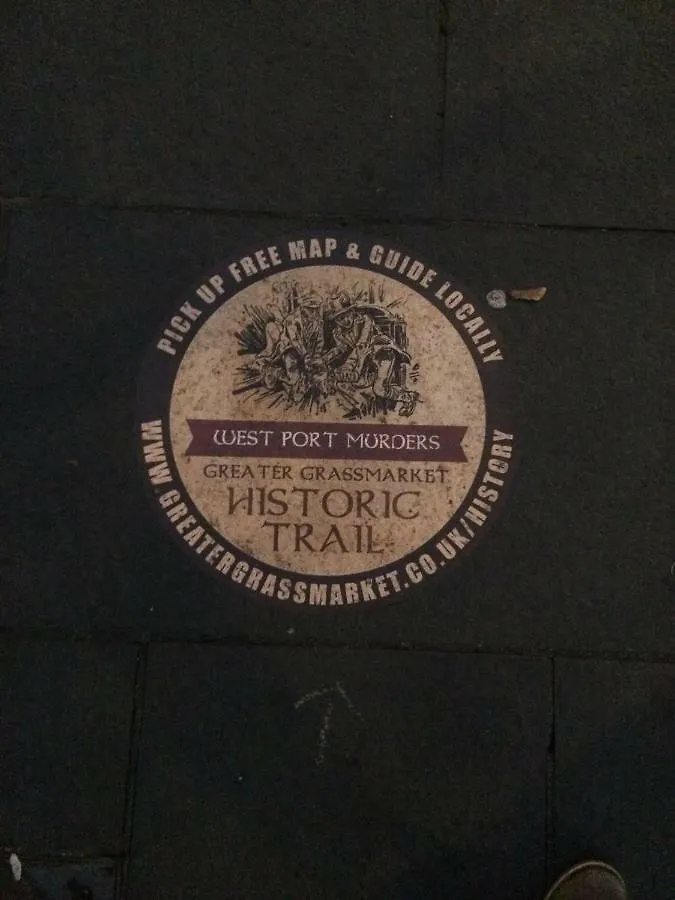 PICK UP FREE MAP & GUIDE LOCALLY
WEST PORT MURDERS
GREATER GRASSMARKET
HISTORIC
TRAIL
WWW.GREATERGRASSMARKET.CO.UK/HISTORY